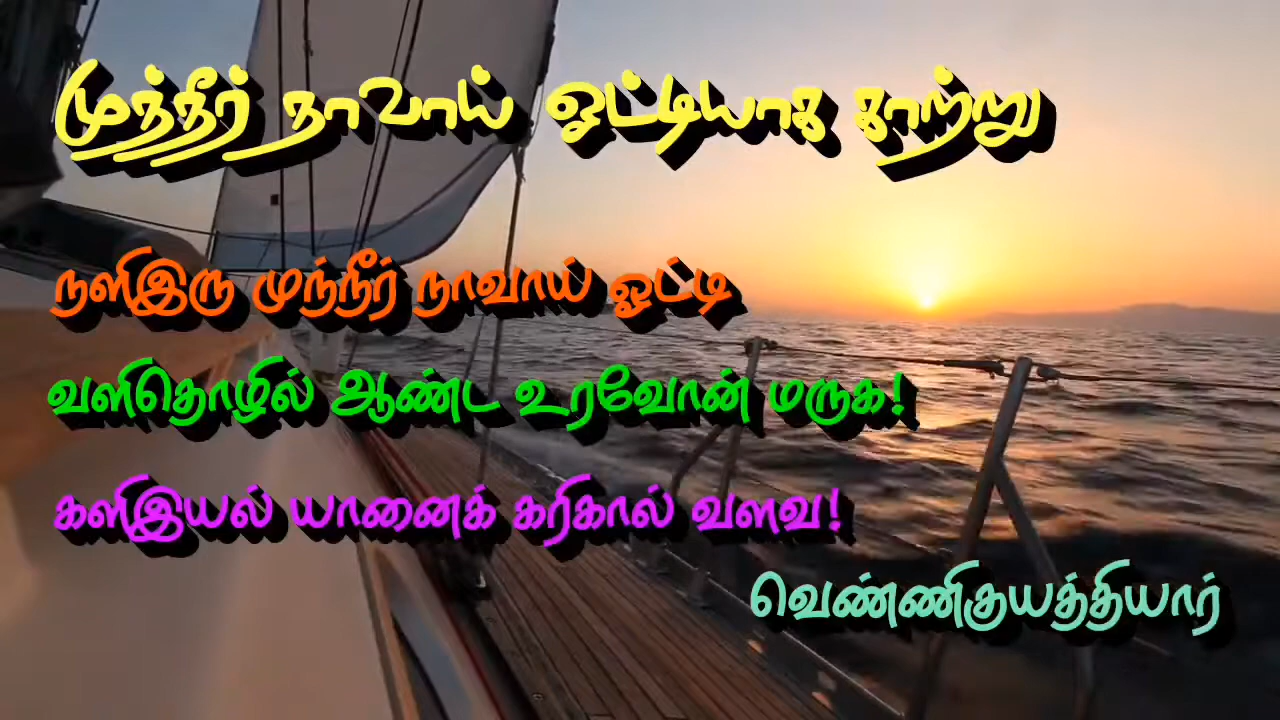 முந்நீர் நாவாய் ஓட்டியாக காற்று
நளிஇரு முந்நீர் நாவாய் ஓட்டி
வளிதொழில் ஆண்ட உரவோன் மருக!
களிஇயல் யானைக் கரிகால் வளவ!
வெண்ணிகுயத்தியார்